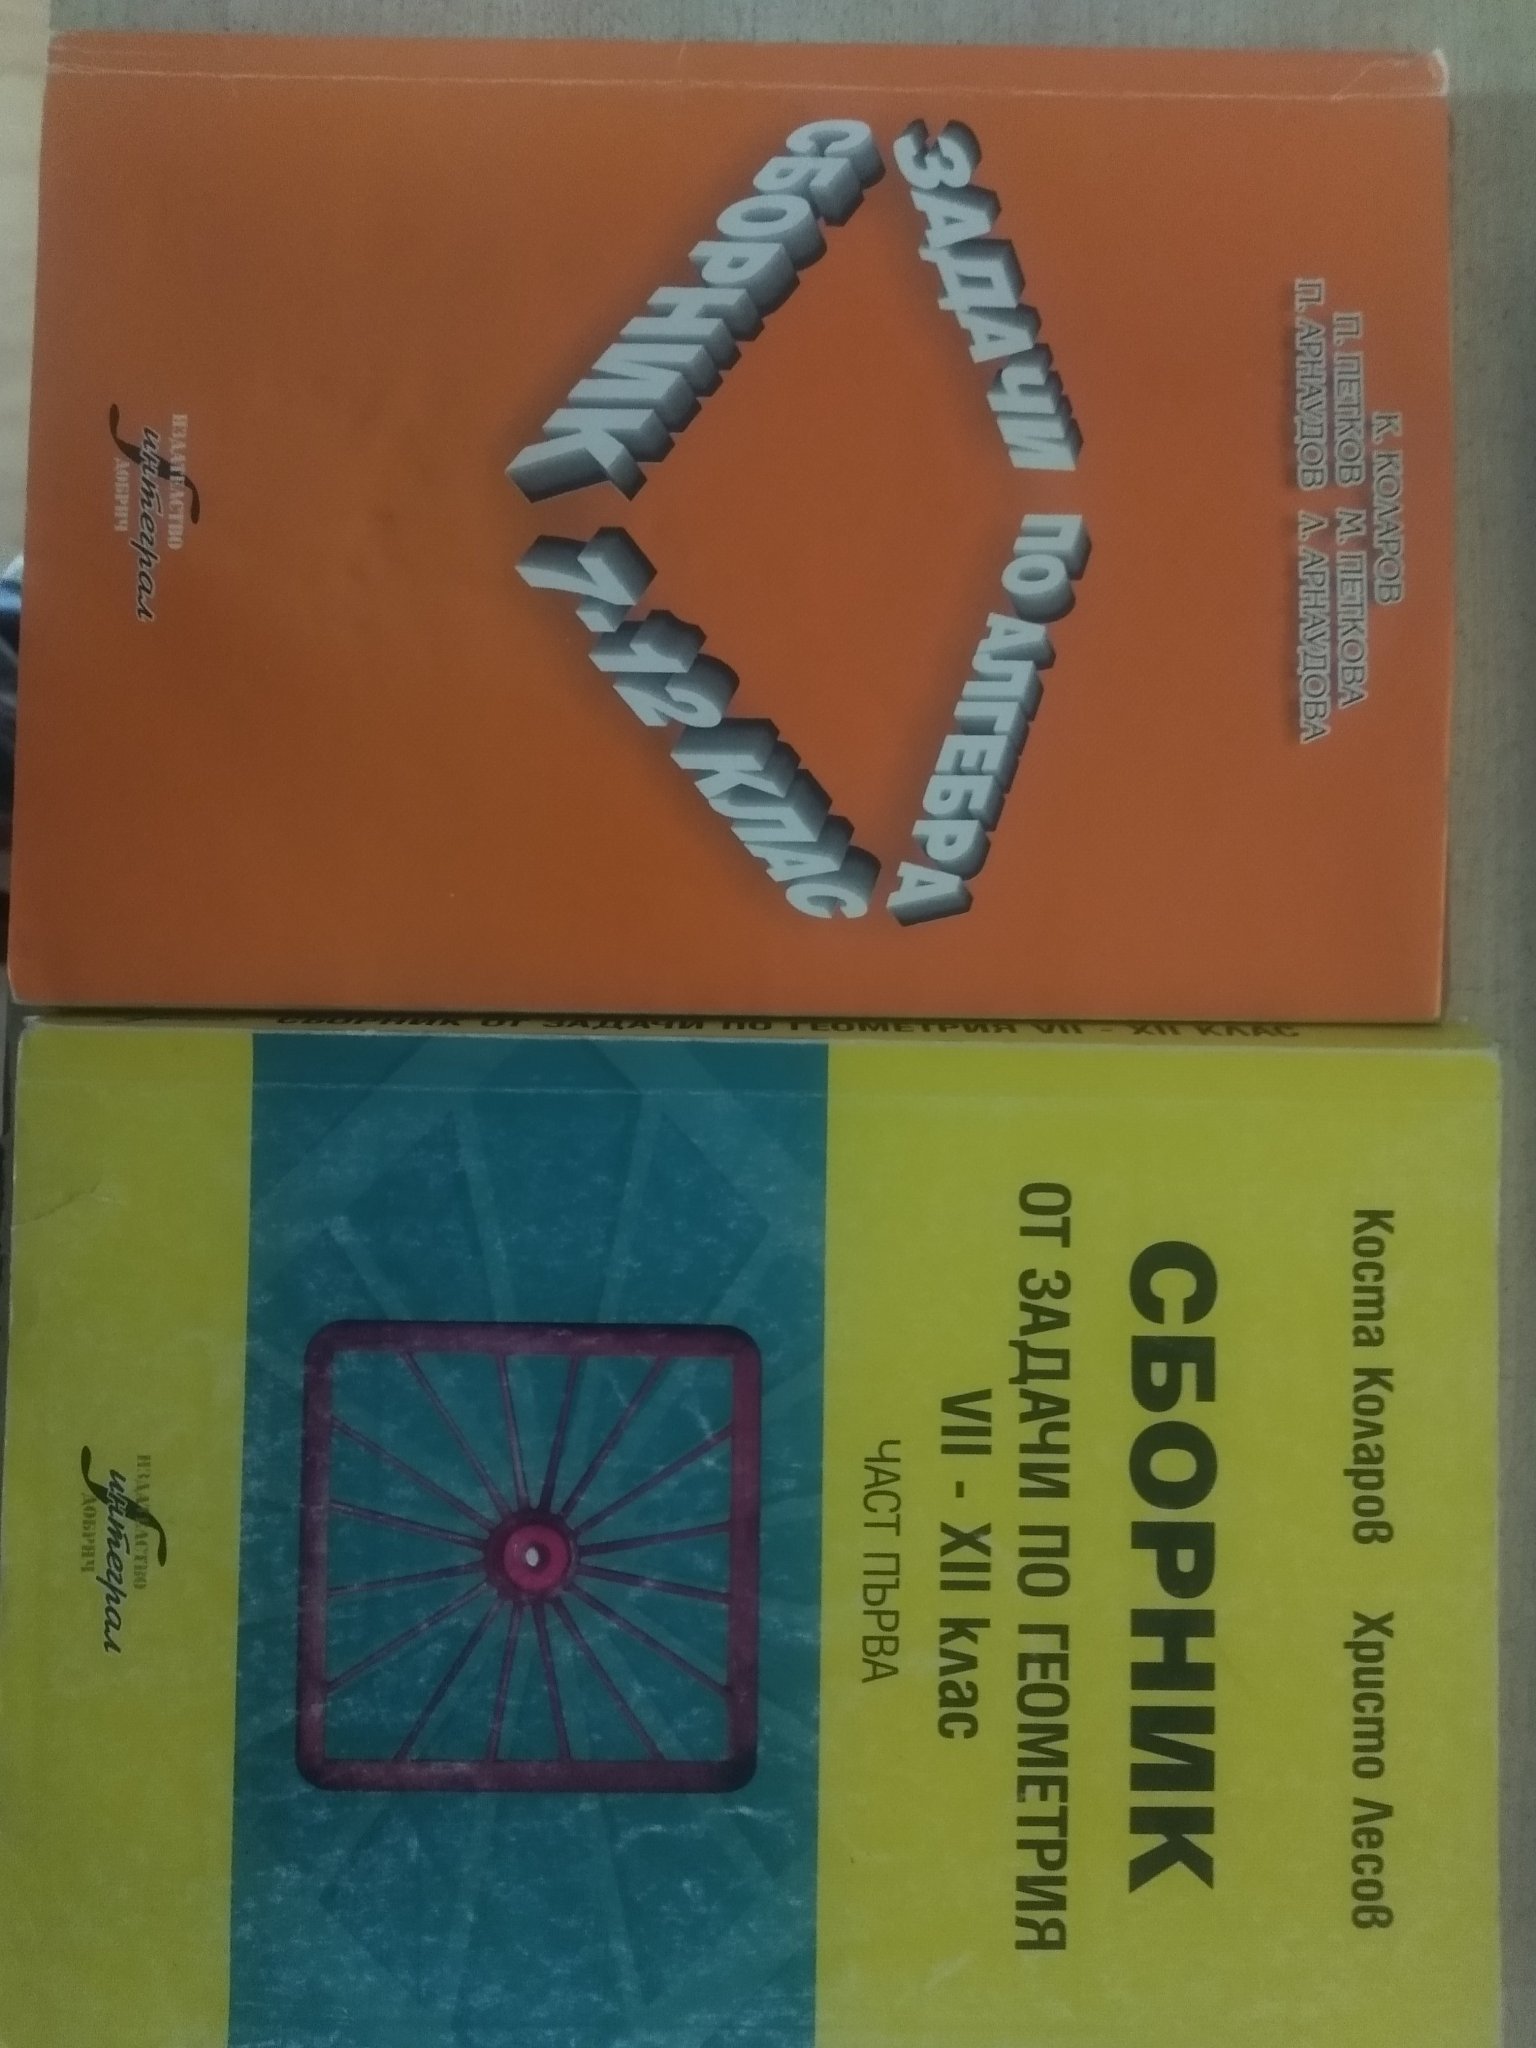 К. КОЛАРОВ
П. ПЕТКОВ М. ПЕТКОВА
П. АРНАУДОВ Л. АРНАУДОВА
ЗАДАЧИ ПО АЛГЕБРА
СБОРНИК 7-12 КЛАС
ИЗДАТЕЛСТВО
интеграл
ДОБРИЧ
СБОРНИК ОТ ЗАДАЧИ ПО ГЕОМЕТРИЯ VII - XII КЛАС
Коста Коларов Христо Лесов
СБОРНИК
ОТ ЗАДАЧИ ПО ГЕОМЕТРИЯ
VII - XII клас
ЧАСТ ПЪРВА
ИЗДАТЕЛСТВО
интеграл
ДОБРИЧ